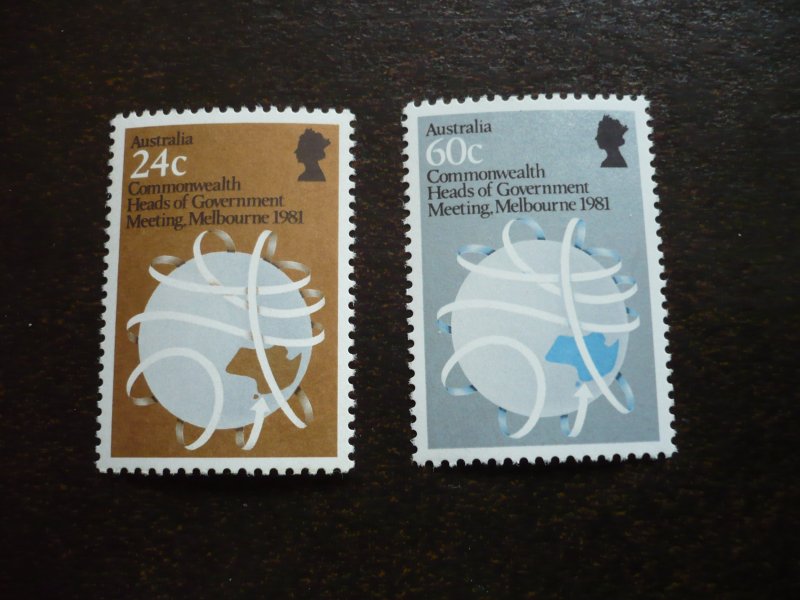 Australia
24c
Commonwealth
Heads of Government
Meeting, Melbourne 1981
Australia
60c
Commonwealth
Heads of Government
Meeting, Melbourne 1981